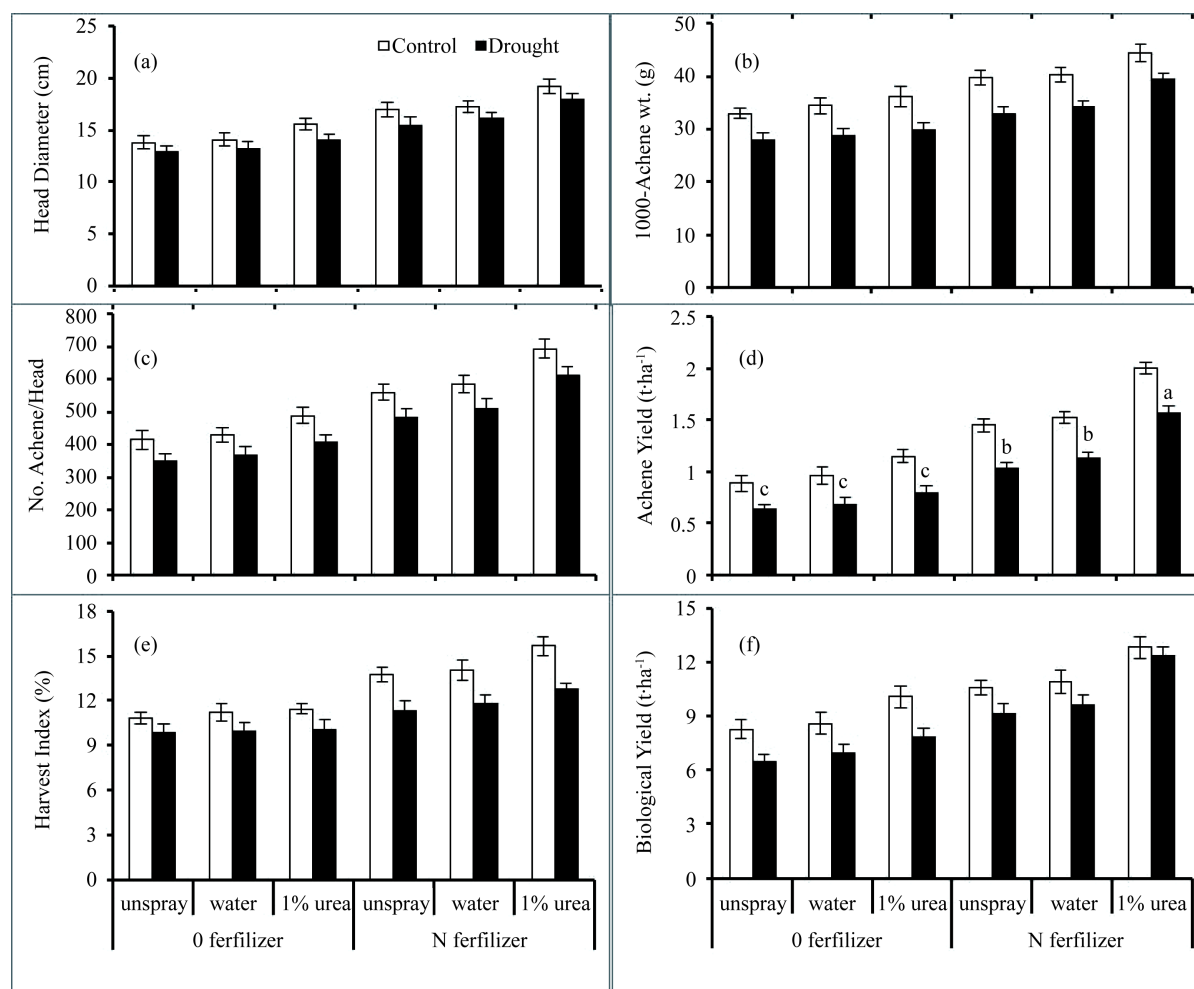 25
20
15
10
5
0
Head Diameter (cm)
(a)
Control Drought
50
40
30
20
10
0
1000-Achene wt. (g)
(b)
800
700
600
500
400
300
200
100
0
No. Achene/Head
(c)
2.5
2
1.5
1
0.5
0
Achene Yield (t·ha-1)
(d)
c
c
c
b
b
a
18
15
12
9
6
3
0
Harvest Index (%)
(e)
unspray water 1% urea unspray water 1% urea
0 ferfilizer N ferfilizer
15
12
9
6
3
0
Biological Yield (t·ha-1)
(f)
unspray water 1% urea unspray water 1% urea
0 ferfilizer N ferfilizer